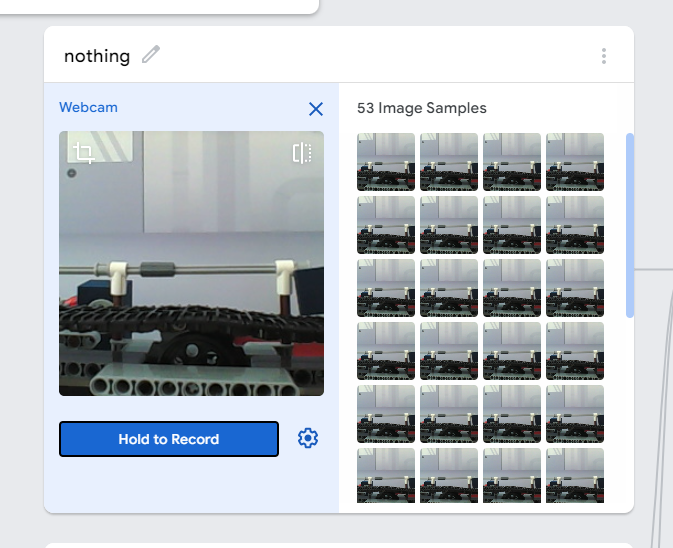 nothing
Webcam
53 Image Samples
Hold to Record